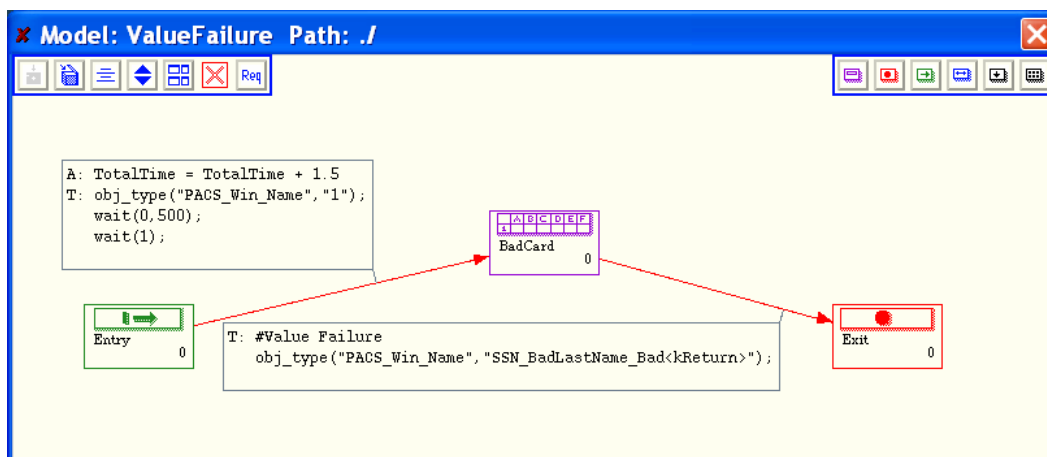 Model: ValueFailure Path: ./
Req
A: TotalTime = TotalTime + 1.5
T: obj_type("PACS_Win_Name","1");
wait(0,500);
wait(1);
A B C D E F
1
BadCard
0
Entry
0
T: #Value Failure
obj_type("PACS_Win_Name","SSN_BadLastName_Bad<kReturn>");
Exit
0